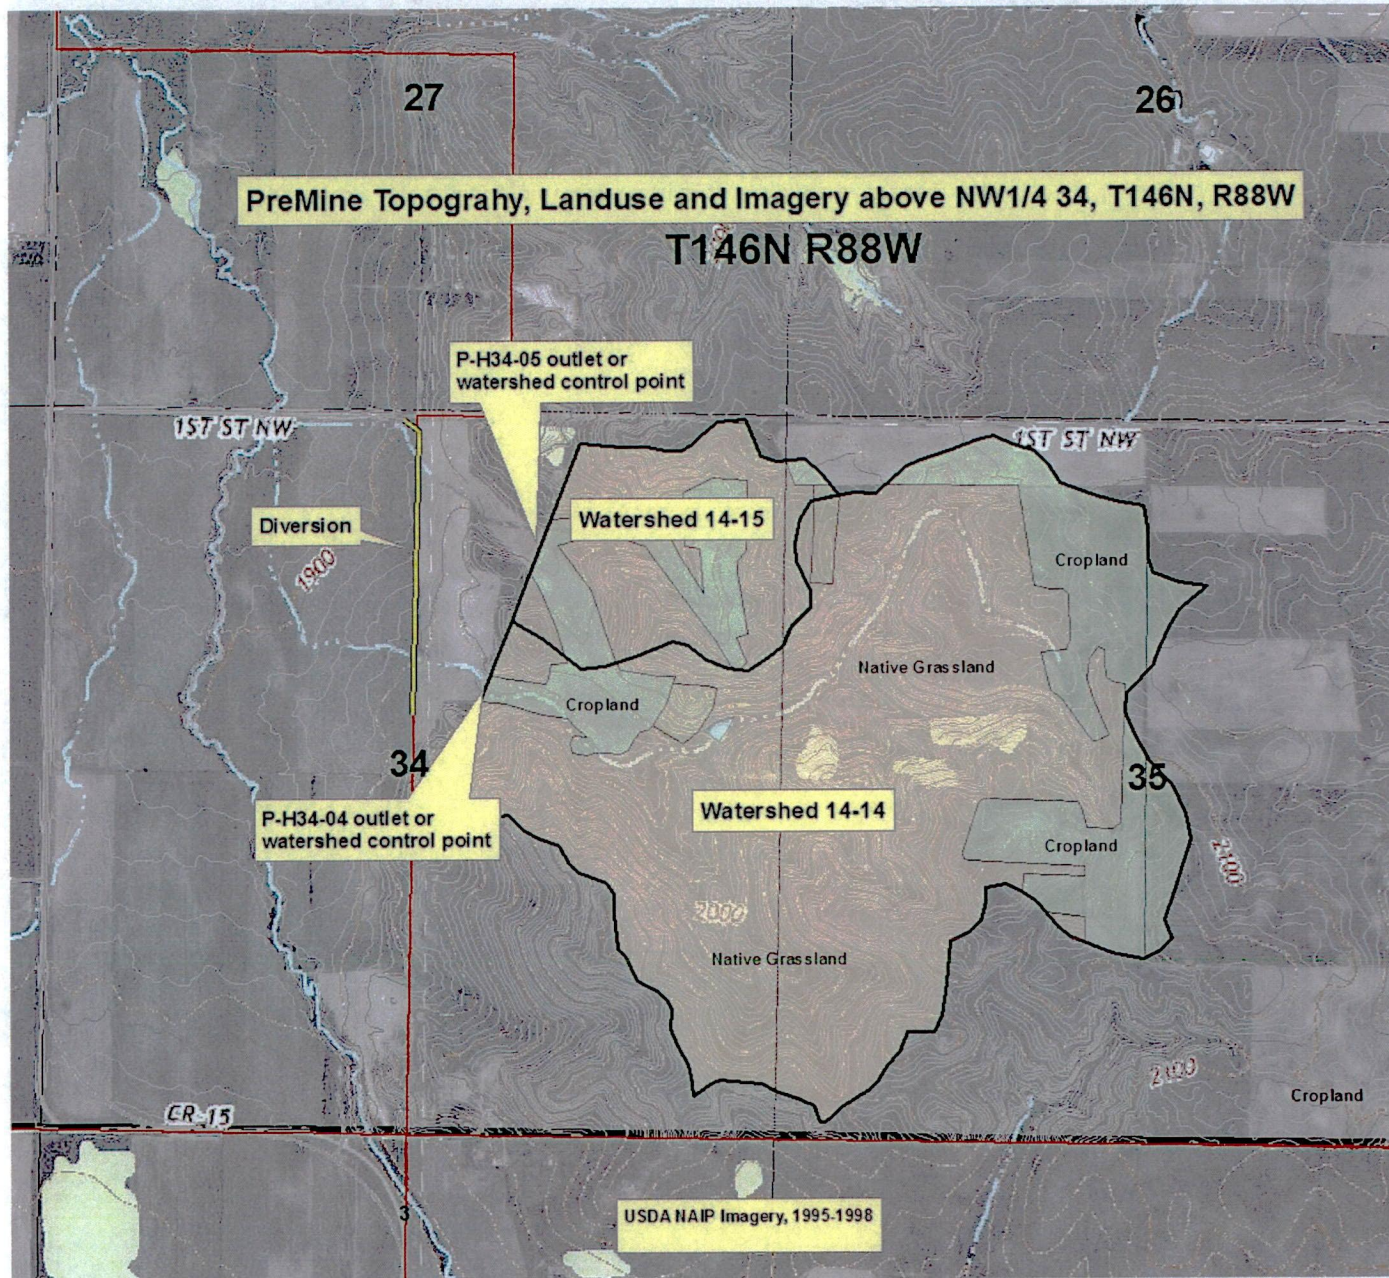 27
26
PreMine Topograhy, Landuse and Imagery above NW1/4 34, T146N, R88W
T146N R88W
P-H34-05 outlet or
watershed control point
1ST ST NW
1ST ST NW
Diversion
Watershed 14-15
Cropland
1900
Native Grassland
Cropland
34
35
P-H34-04 outlet or
watershed control point
Watershed 14-14
Cropland
2100
2000
Native Grassland
2100
Cropland
CR-15
3
USDA NAIP Imagery, 1995-1998